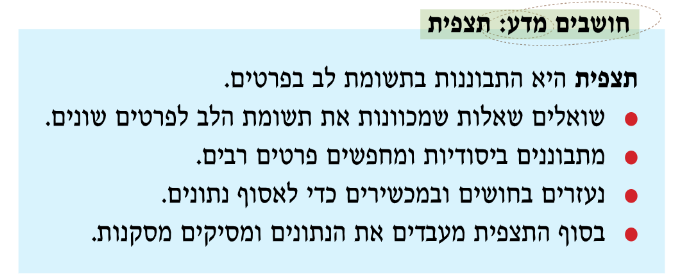 חושבים מדע: תצפית
תצפית היא התבוננות בתשומת לב בפרטים.
● שואלים שאלות שמכוונות את תשומת הלב לפרטים שונים.
● מתבוננים ביסודיות ומחפשים פרטים רבים.
● נעזרים בחושים ובמכשירים כדי לאסוף נתונים.
● בסוף התצפית מעבדים את הנתונים ומסיקים מסקנות.